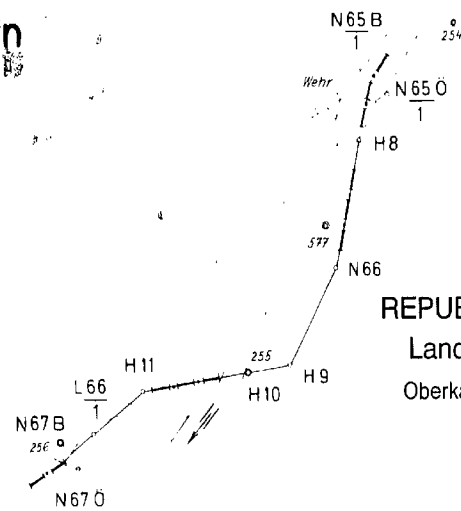 n
N65B
1
254
Wehr
N65Ö
1
H8
577
N66
REPUB
Land
Oberka
255
H9
H10
H11
L66
1
N67B
256
N67Ö